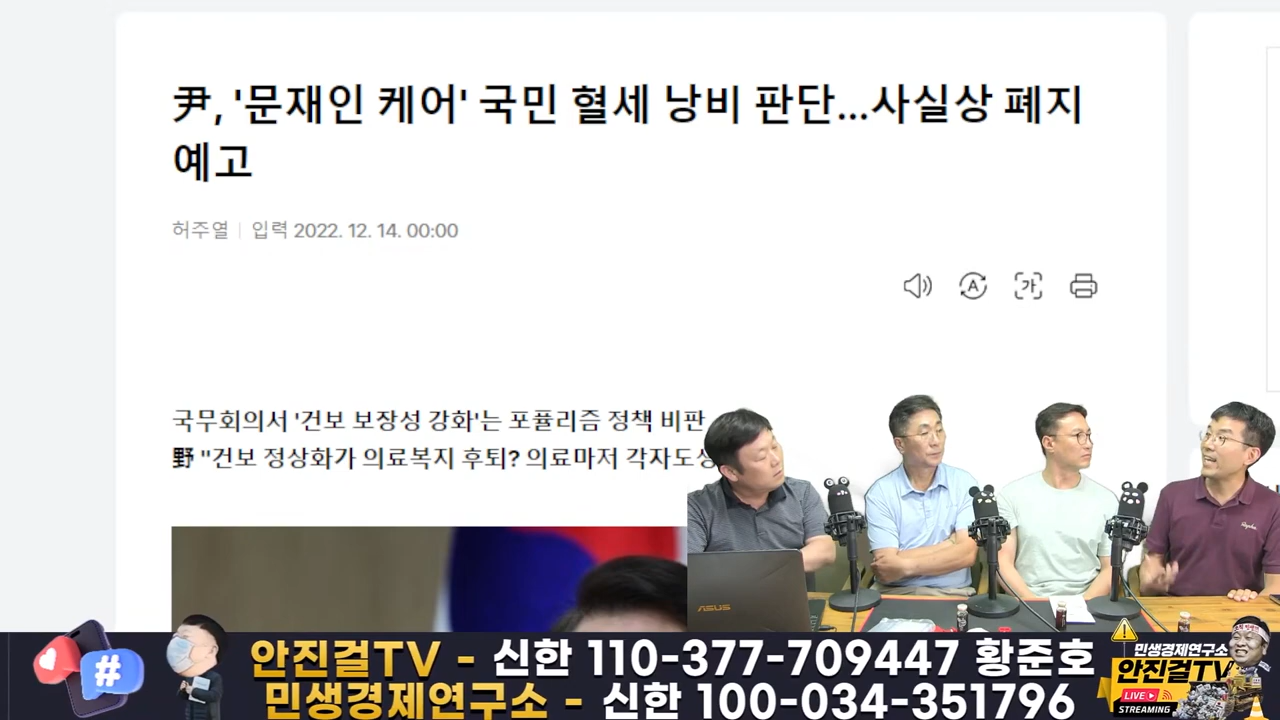 尹, '문재인 케어' 국민 혈세 낭비 판단...사실상 폐지
예고
허주열 | 입력 2022. 12. 14. 00:00
A
가
국무회의서 '건보 보장성 강화'는 포퓰리즘 정책 비판
野 "건보 정상화가 의료복지 후퇴? 의료마저 각자도생
ASUS
Rapha
#
안진걸TV - 신한 110-377-709447 황준호
민생경제연구소 - 신한 100-034-351796
민생경제연구소
안진걸TV
LIVE
STREAMING